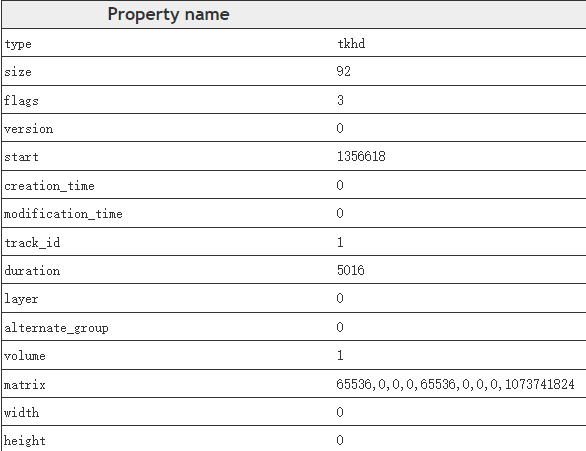 Property name
type tkhd
size 92
flags 3
version 0
start 1356618
creation_time 0
modification_time 0
track_id 1
duration 5016
layer 0
alternate_group 0
volume 1
matrix 65536,0,0,0,65536,0,0,0,1073741824
width 0
height 0